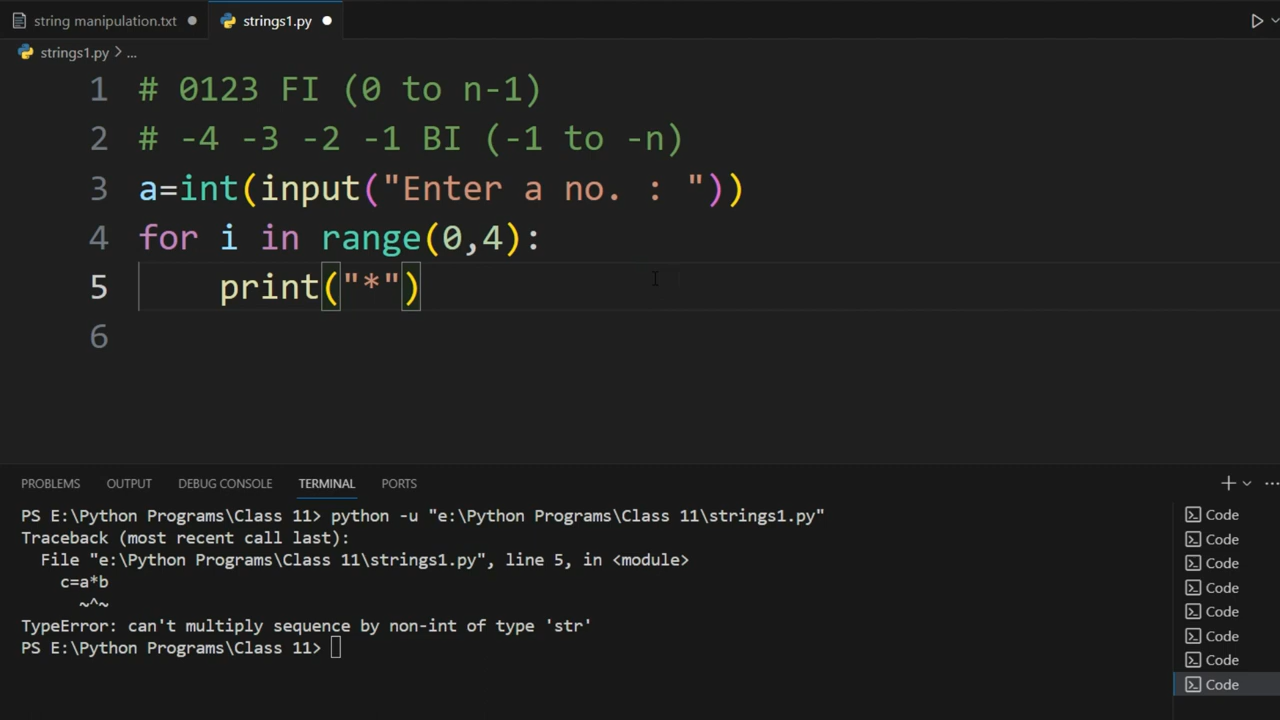 string manipulation.txt
strings1.py
strings1.py > ...
1 # 0123 FI (0 to n-1)
2 # -4 -3 -2 -1 BI (-1 to -n)
3 a=int(input("Enter a no. : "))
4 for i in range(0,4):
5     print("*")
6
PROBLEMS OUTPUT DEBUG CONSOLE TERMINAL PORTS
PS E:\Python Programs\Class 11> python -u "e:\Python Programs\Class 11\strings1.py"
Traceback (most recent call last):
  File "e:\Python Programs\Class 11\strings1.py", line 5, in <module>
    c=a*b
      ~^~
TypeError: can't multiply sequence by non-int of type 'str'
PS E:\Python Programs\Class 11>
Code
Code
Code
Code
Code
Code
Code
Code